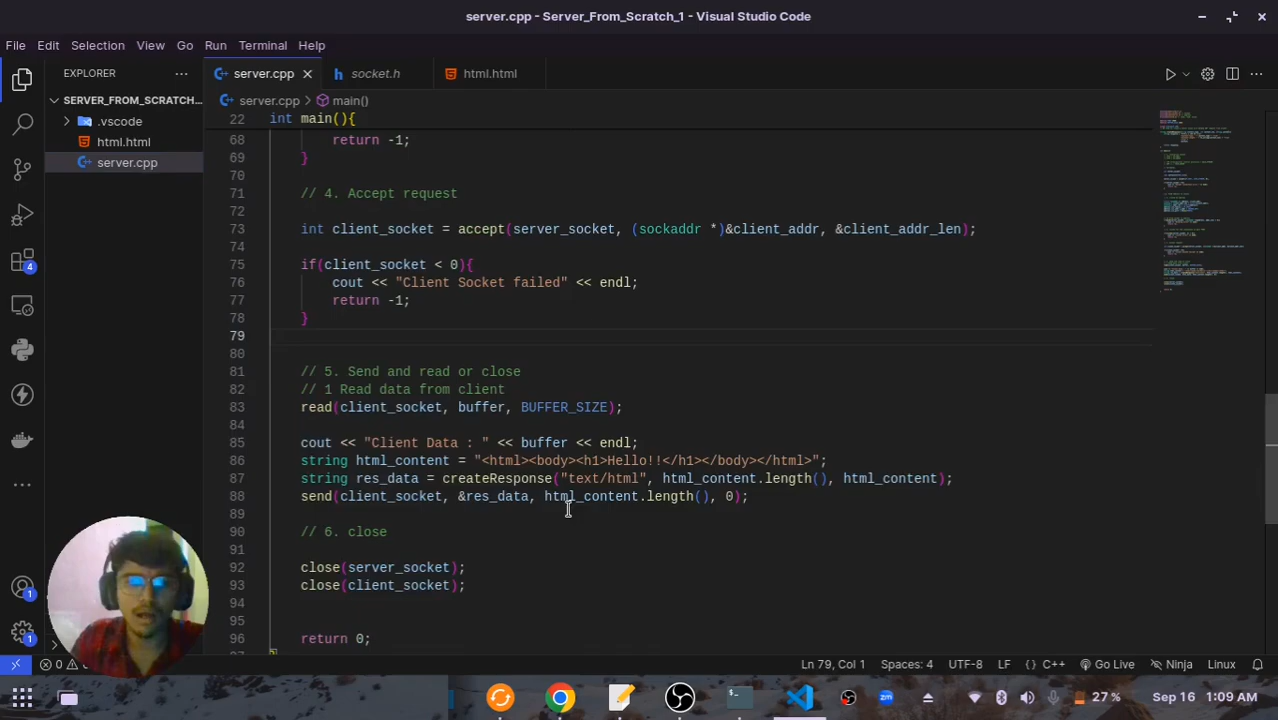 server.cpp - Server_From_Scratch_1 - Visual Studio Code
File Edit Selection View Go Run Terminal Help
EXPLORER
server.cpp
socket.h
html.html
SERVER_FROM_SCRATCH...
.vscode
html.html
server.cpp
server.cpp > main()
22 int main(){
68 return -1;
69 }
70
71 // 4. Accept request
72
73 int client_socket = accept(server_socket, (sockaddr *)&client_addr, &client_addr_len);
74
75 if(client_socket < 0){
76 cout << "Client Socket failed" << endl;
77 return -1;
78 }
79
80
81 // 5. Send and read or close
82 // 1 Read data from client
83 read(client_socket, buffer, BUFFER_SIZE);
84
85 cout << "Client Data : " << buffer << endl;
86 string html_content = "<html><body><h1>Hello!!</h1></body></html>";
87 string res_data = createResponse("text/html", html_content.length(), html_content);
88 send(client_socket, &res_data, html_content.length(), 0);
89
90 // 6. close
91
92 close(server_socket);
93 close(client_socket);
94
95
96 return 0;
4
1
1
0
Ln 79, Col 1 Spaces: 4 UTF-8 LF {} C++ Go Live Ninja Linux
27 % Sep 16 1:09 AM